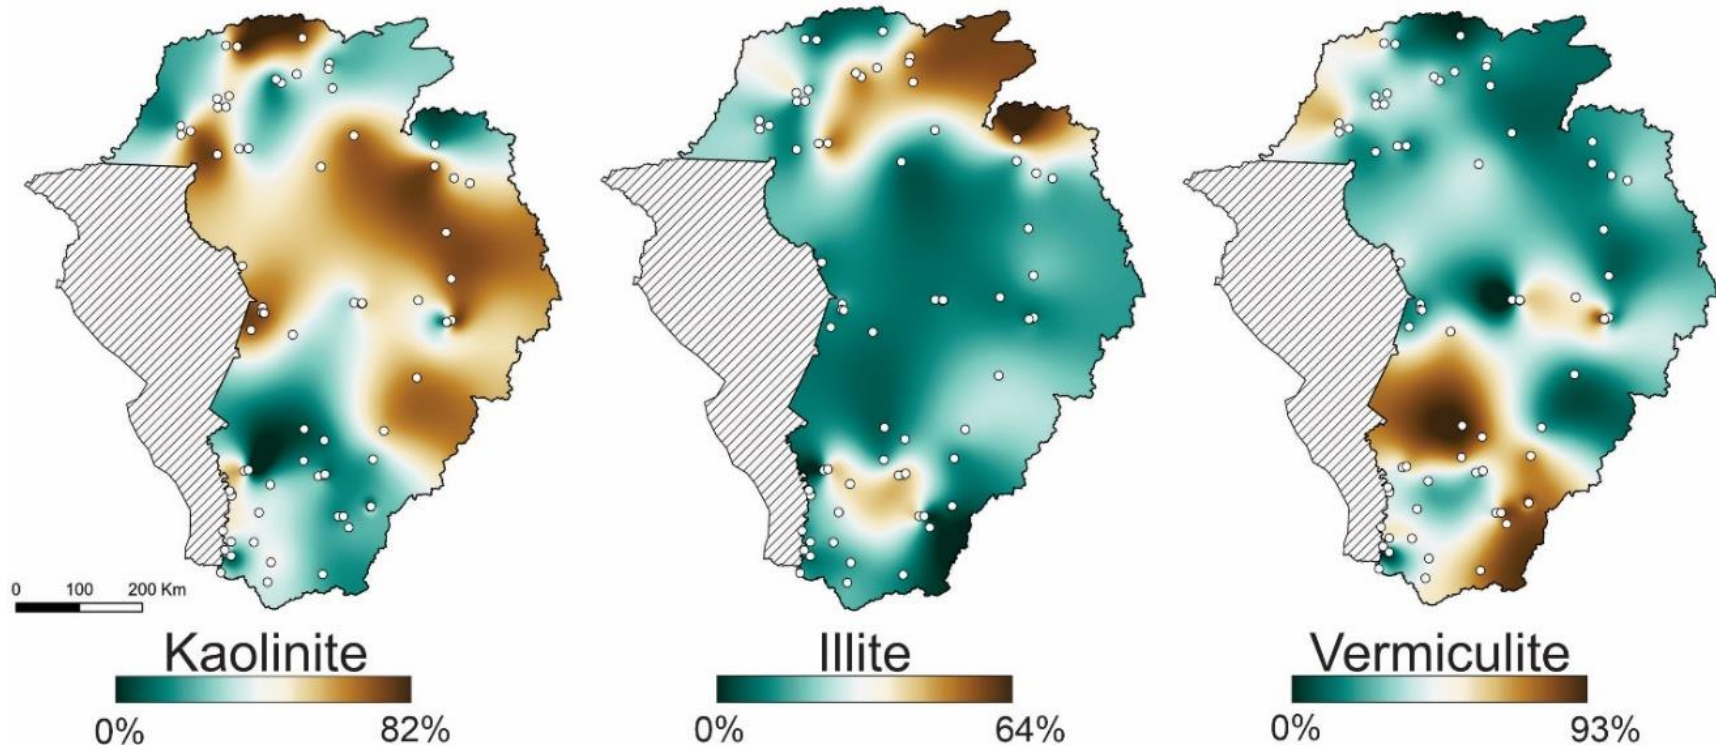 0 100 200 Km
Kaolinite
0% 82%
Illite
0% 64%
Vermiculite
0% 93%